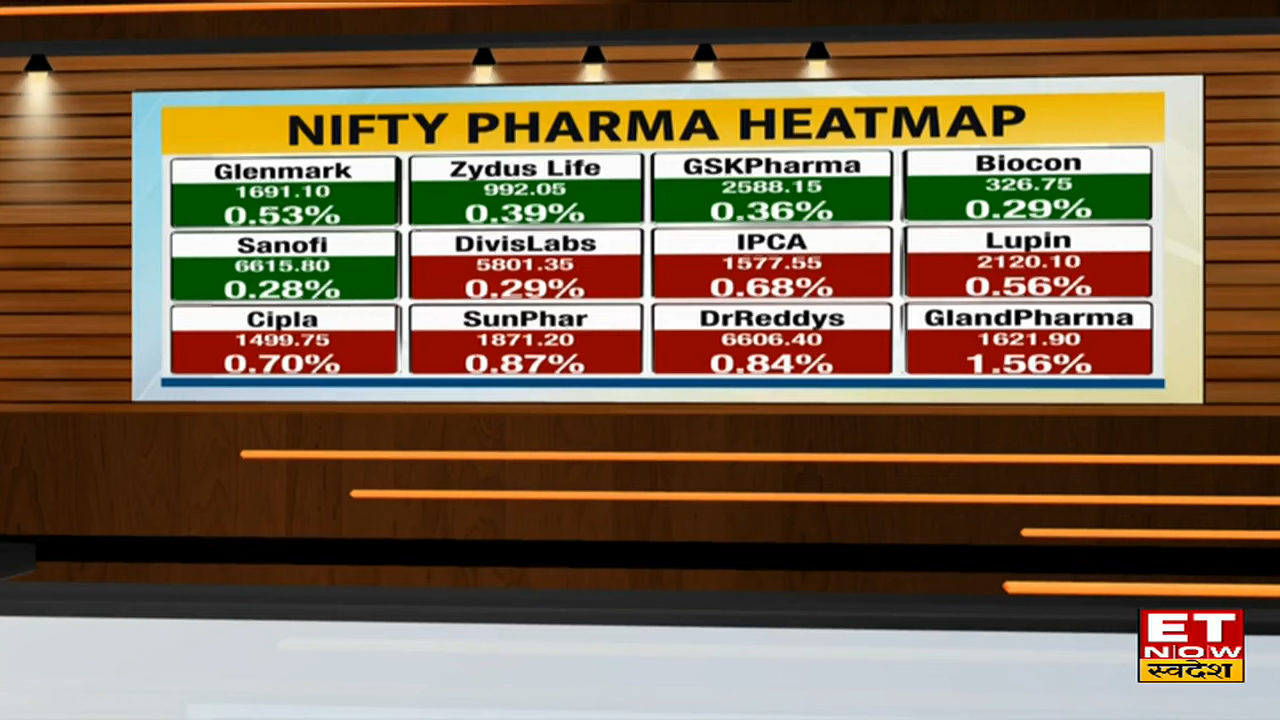 NIFTY PHARMA HEATMAP
Glenmark
1691.10
0.53%
Zydus Life
992.05
0.39%
GSKPharma
2588.15
0.36%
Biocon
326.75
0.29%
Sanofi
6615.80
0.28%
DivisLabs
5801.35
0.29%
IPCA
1577.55
0.68%
Lupin
2120.10
0.56%
Cipla
1499.75
0.70%
SunPhar
1871.20
0.87%
DrReddys
6606.40
0.84%
GlandPharma
1621.90
1.56%
ET
NOW
स्वदेश